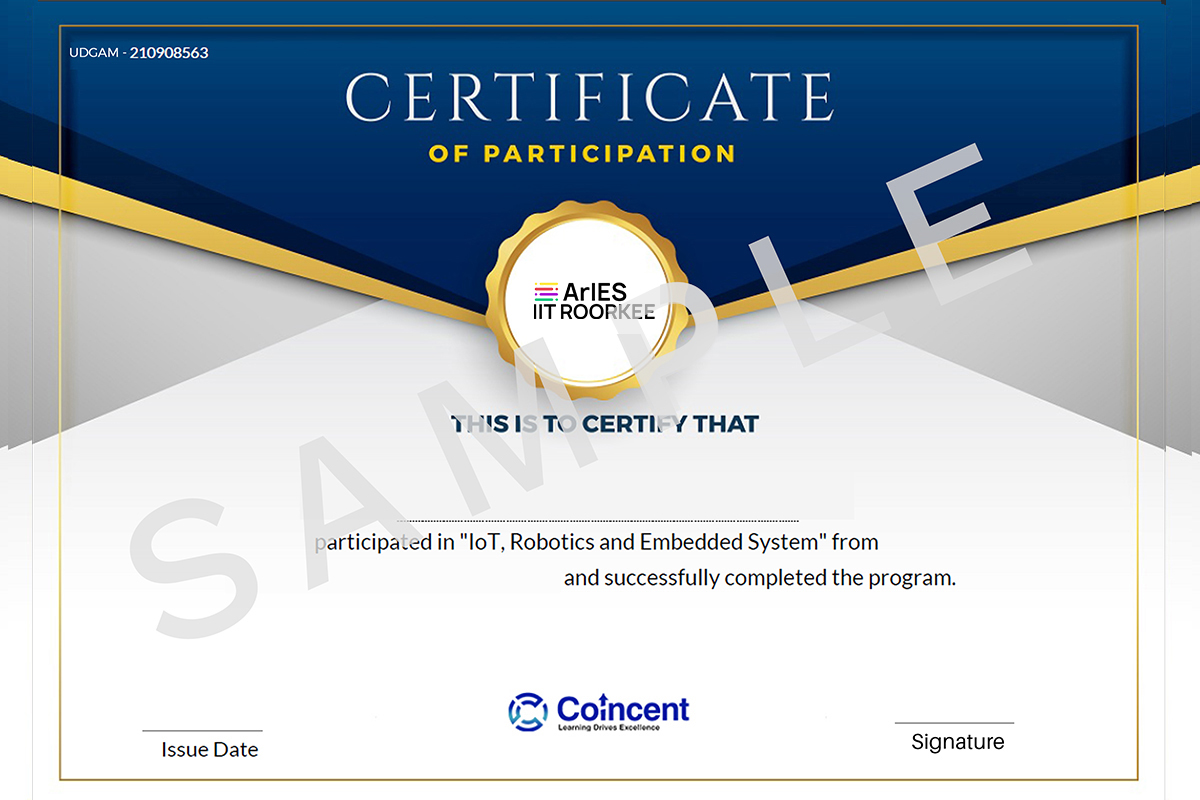 UDGAM - 210908563
CERTIFICATE
OF PARTICIPATION
ArIES
IIT ROORKEE
SAMPLE
THIS IS TO CERTIFY THAT
participated in "IoT, Robotics and Embedded System" from
and successfully completed the program.
Coincent
Learning Drives Excellence
Issue Date
Signature